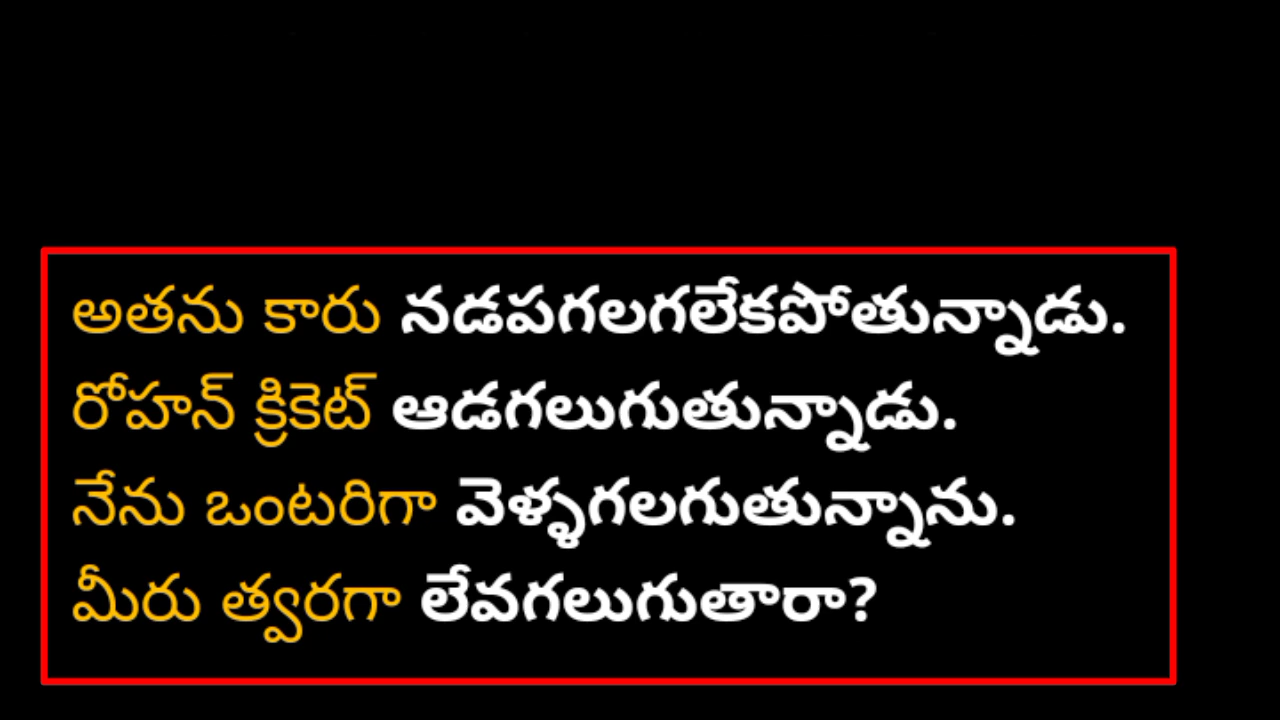 అతను కారు నడపగలగలేకపోతున్నాడు.
రోహన్ క్రికెట్ ఆడగలుగుతున్నాడు.
నేను ఒంటరిగా వెళ్ళగలగుతున్నాను.
మీరు త్వరగా లేవగలుగుతారా?